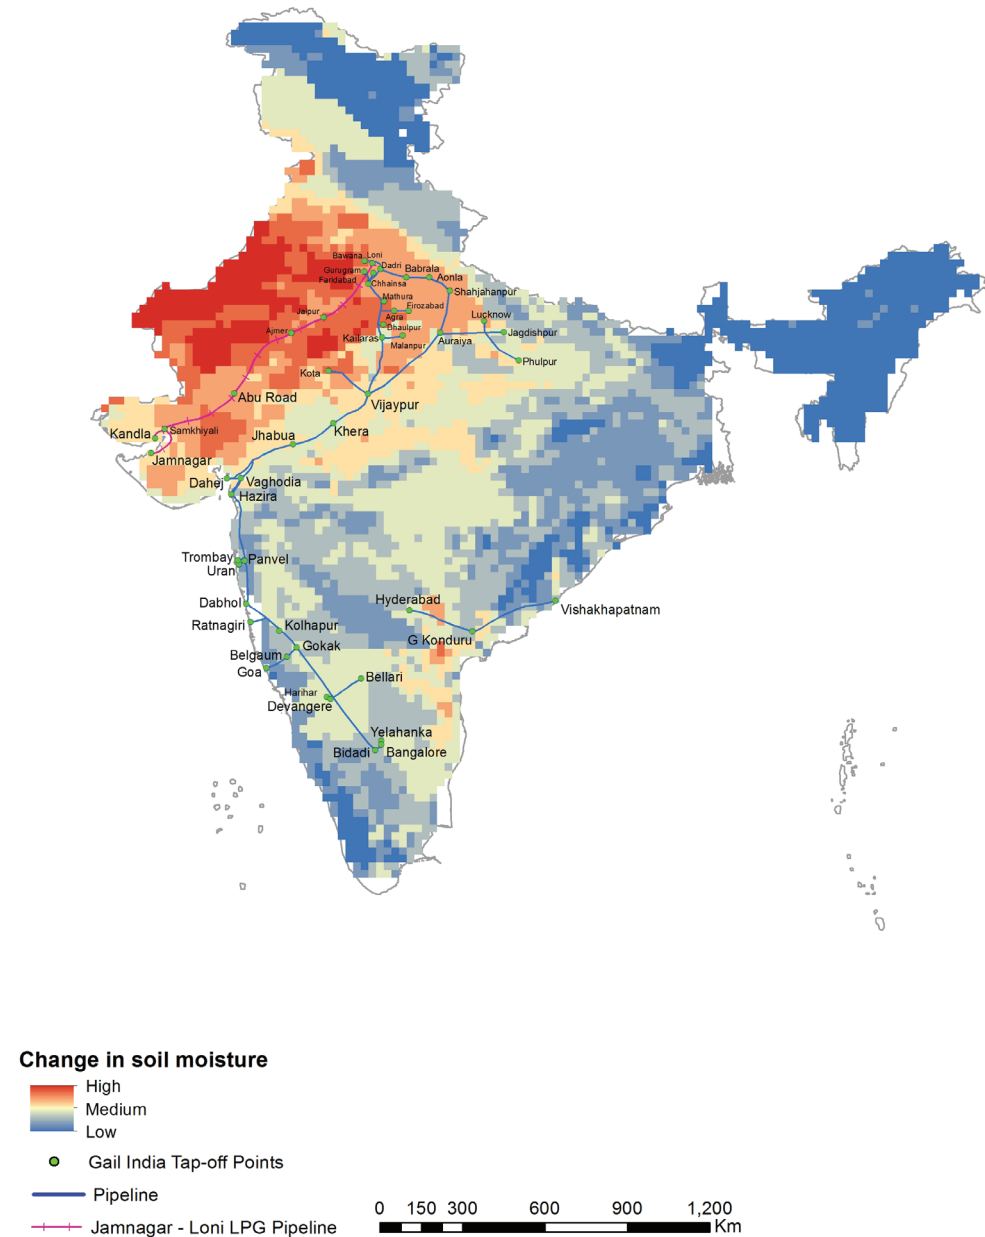 Bawana
Loni
Dadri
Gurugram
Babrala
Aonla
Faridabad
Chhainsa
Shahjahanpur
Mathura
Firozabad
Jaipur
Agra
Lucknow
Ajmer
Dhaulpur
Jagdishpur
Kailaras
Malanpur
Auraiya
Phulpur
Kota
Abu Road
Vijaypur
Kandla
Samkhiyali
Jhabua
Khera
Jamnagar
Dahej
Vaghodia
Hazira
Trombay
Panvel
Uran
Dabhol
Hyderabad
Vishakhapatnam
Ratnagiri
Kolhapur
G Konduru
Gokak
Belgaum
Goa
Bellari
Harihar
Devangere
Yelahanka
Bidadi
Bangalore
Change in soil moisture
High
Medium
Low
Gail India Tap-off Points
Pipeline
Jamnagar - Loni LPG Pipeline
0 150 300 600 900 1,200
Km